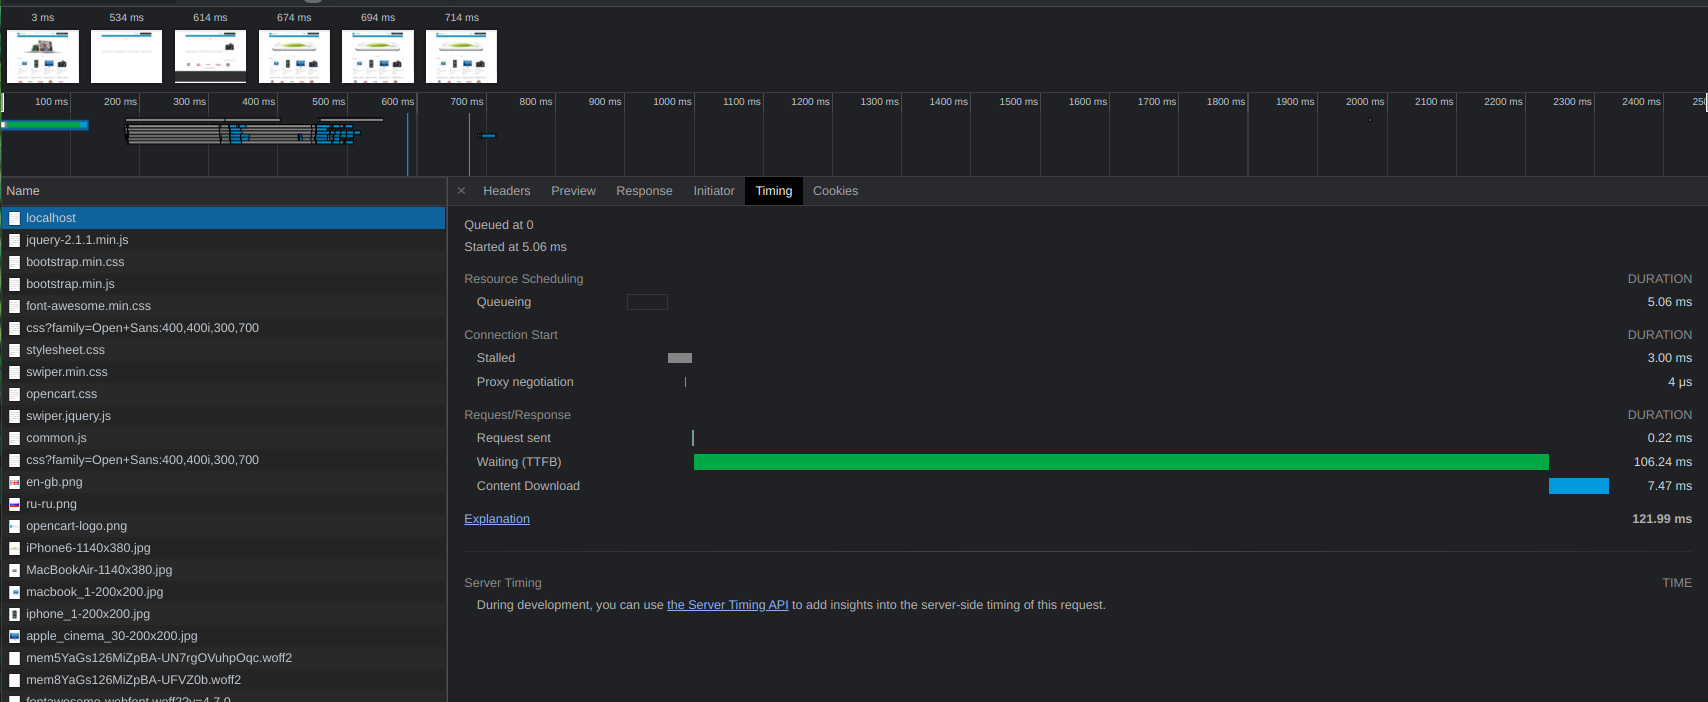 3 ms 534 ms 614 ms 674 ms 694 ms 714 ms
100 ms 200 ms 300 ms 400 ms 500 ms 600 ms 700 ms 800 ms 900 ms 1000 ms 1100 ms 1200 ms 1300 ms 1400 ms 1500 ms 1600 ms 1700 ms 1800 ms 1900 ms 2000 ms 2100 ms 2200 ms 2300 ms 2400 ms
Name
localhost
jquery-2.1.1.min.js
bootstrap.min.css
bootstrap.min.js
font-awesome.min.css
css?family=Open+Sans:400,400i,300,700
stylesheet.css
swiper.min.css
opencart.css
swiper.jquery.js
common.js
css?family=Open+Sans:400,400i,300,700
en-gb.png
ru-ru.png
opencart-logo.png
iPhone6-1140x380.jpg
MacBookAir-1140x380.jpg
macbook_1-200x200.jpg
iphone_1-200x200.jpg
apple_cinema_30-200x200.jpg
mem5YaGs126MiZpBA-UN7rgOVuhpOqc.woff2
mem8YaGs126MiZpBA-UFVZ0b.woff2
fontawesome-webfont.woff2?v=4.7.0
× Headers Preview Response Initiator Timing Cookies
Queued at 0
Started at 5.06 ms
Resource Scheduling DURATION
Queueing 5.06 ms
Connection Start DURATION
Stalled 3.00 ms
Proxy negotiation 4 μs
Request/Response DURATION
Request sent 0.22 ms
Waiting (TTFB) 106.24 ms
Content Download 7.47 ms
Explanation 121.99 ms
Server Timing TIME
During development, you can use the Server Timing API to add insights into the server-side timing of this request.